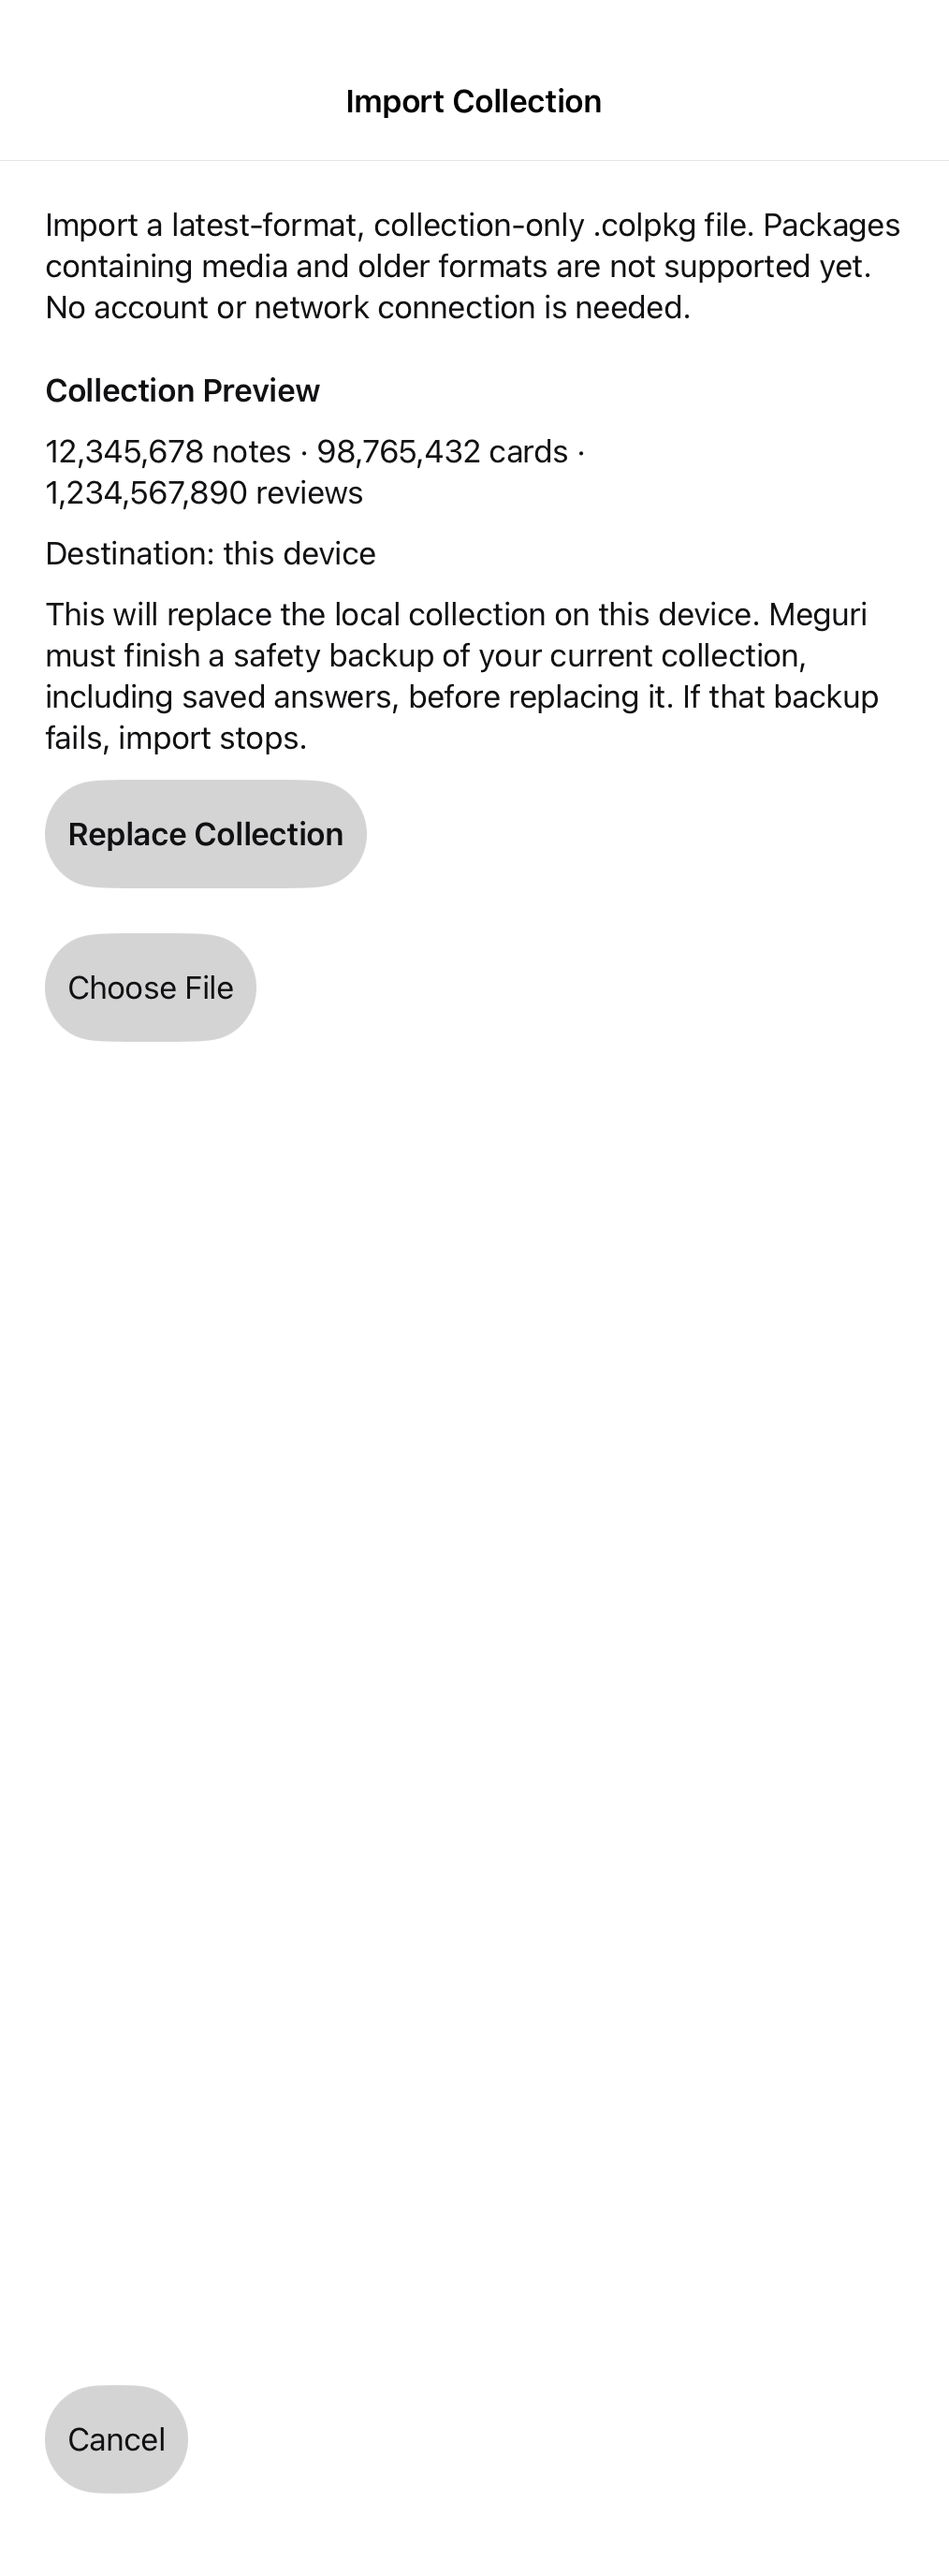 Import Collection
Import a latest-format, collection-only .colpkg file. Packages
containing media and older formats are not supported yet.
No account or network connection is needed.
Collection Preview
12,345,678 notes · 98,765,432 cards ·
1,234,567,890 reviews
Destination: this device
This will replace the local collection on this device. Meguri
must finish a safety backup of your current collection,
including saved answers, before replacing it. If that backup
fails, import stops.
Replace Collection
Choose File
Cancel